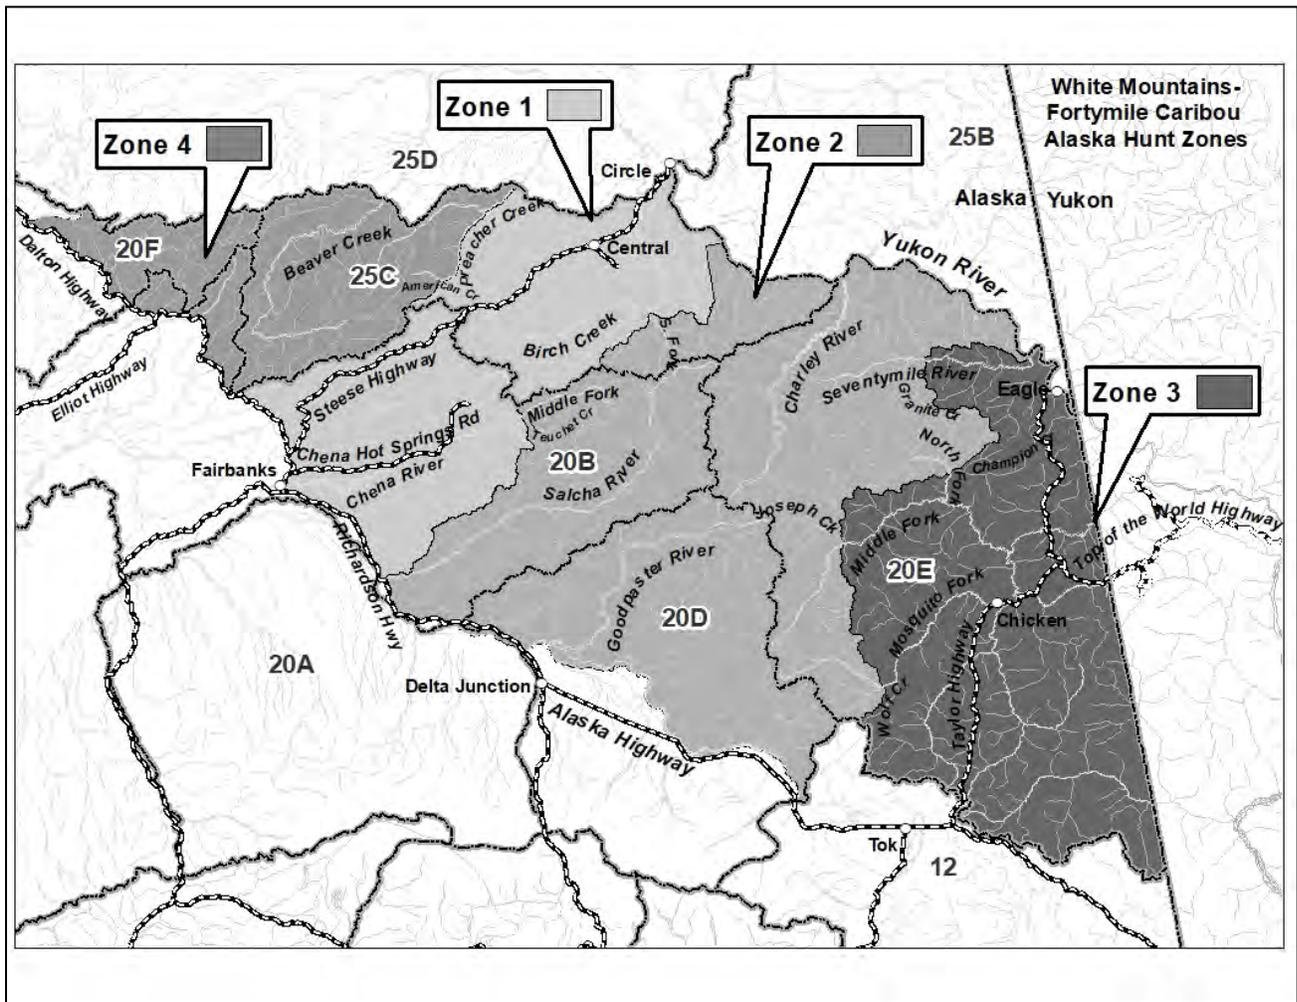 White Mountains-
Fortymile Caribou
Alaska Hunt Zones
Zone 1
Zone 4
Zone 2
25D
25B
Circle
Alaska
Yukon
Preacher Creek
20F
Beaver Creek
25C
Central
Yukon River
Dalton Highway
American Cr
Birch Creek
S Fork
Charley River
Elliot Highway
Steese Highway
Seventymile River
Eagle
Zone 3
Granite Cr
Middle Fork
Teuchet Cr
Chena Hot Springs Rd
North Fork
Champion
Fairbanks
Chena River
20B
Salcha River
Joseph Ck
Top of the World Highway
Richardson Hwy
Middle Fork
20E
Goodpaster River
Mosquito Fork
20D
Chicken
20A
Taylor Highway
Delta Junction
Wolf Cr
Alaska Highway
Tok
12